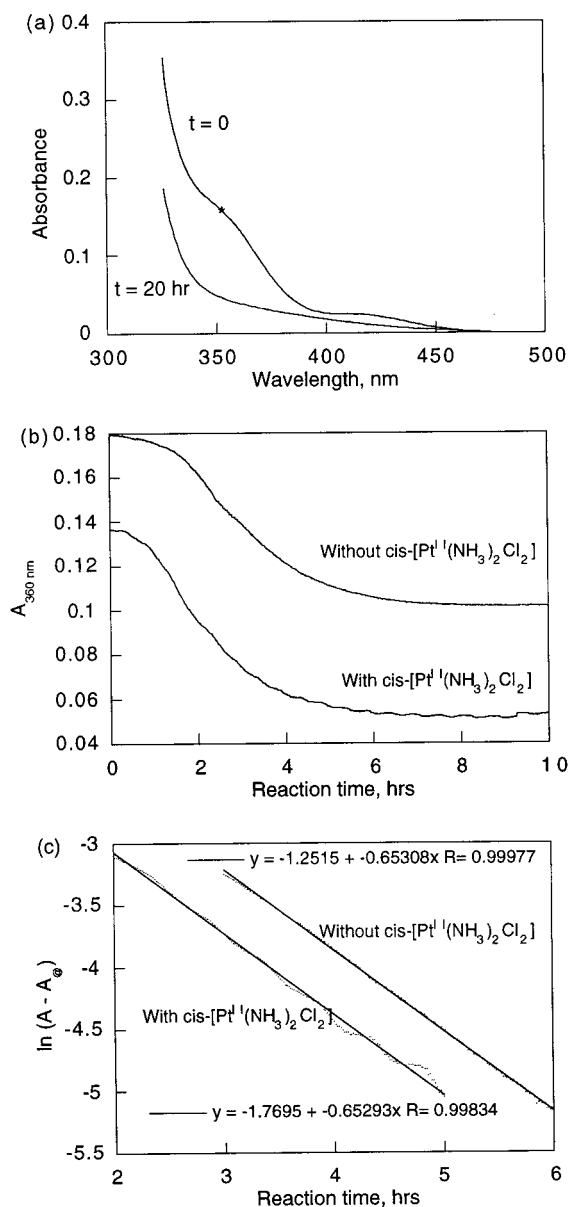 (a)
0.4
0.3
0.2
0.1
0
Absorbance
t = 0
t = 20 hr
*
300
350
400
450
500
Wavelength, nm
(b)
0.18
0.16
0.14
0.12
0.1
0.08
0.06
0.04
A360 nm
Without cis-[PtII(NH3)2Cl2]
With cis-[PtII(NH3)2Cl2]
0
2
4
6
8
10
Reaction time, hrs
(c)
-3
-3.5
-4
-4.5
-5
-5.5
ln (A - A@)
y = -1.2515 + -0.65308x R= 0.99977
Without cis-[PtII(NH3)2Cl2]
With cis-[PtII(NH3)2Cl2]
y = -1.7695 + -0.65293x R= 0.99834
2
3
4
5
6
Reaction time, hrs